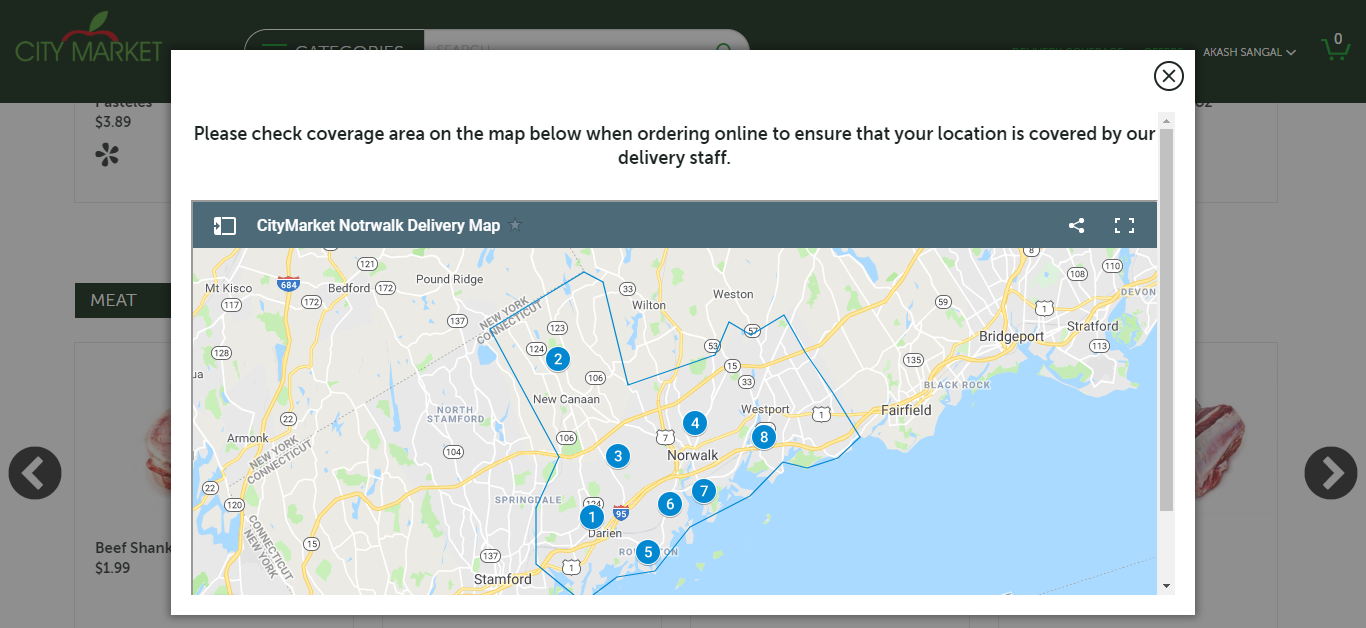 CITY MARKET
CATEGORIES
SEARCH
AKASH SANGAL
0
Pasteles
$3.89
Please check coverage area on the map below when ordering online to ensure that your location is covered by our
delivery staff.
CityMarket Notrwalk Delivery Map
MEAT
Mt Kisco
684
117
172
121
Bedford
172
Pound Ridge
137
NEW YORK
CONNECTICUT
33
Wilton
Weston
59
8
108
110
DEVON
1
Stratford
113
Bridgeport
128
123
124
2
106
53
57
15
33
135
BLACK ROCK
New Canaan
NORTH
STAMFORD
22
Armonk
NEW YORK
CONNECTICUT
104
106
3
4
7
Norwalk
Westport
1
8
Fairfield
22
120
SPRINGDALE
124
1
95
Darien
6
7
CONNECTICUT
NEW YORK
15
137
Stamford
1
5
Beef Shank
$1.99